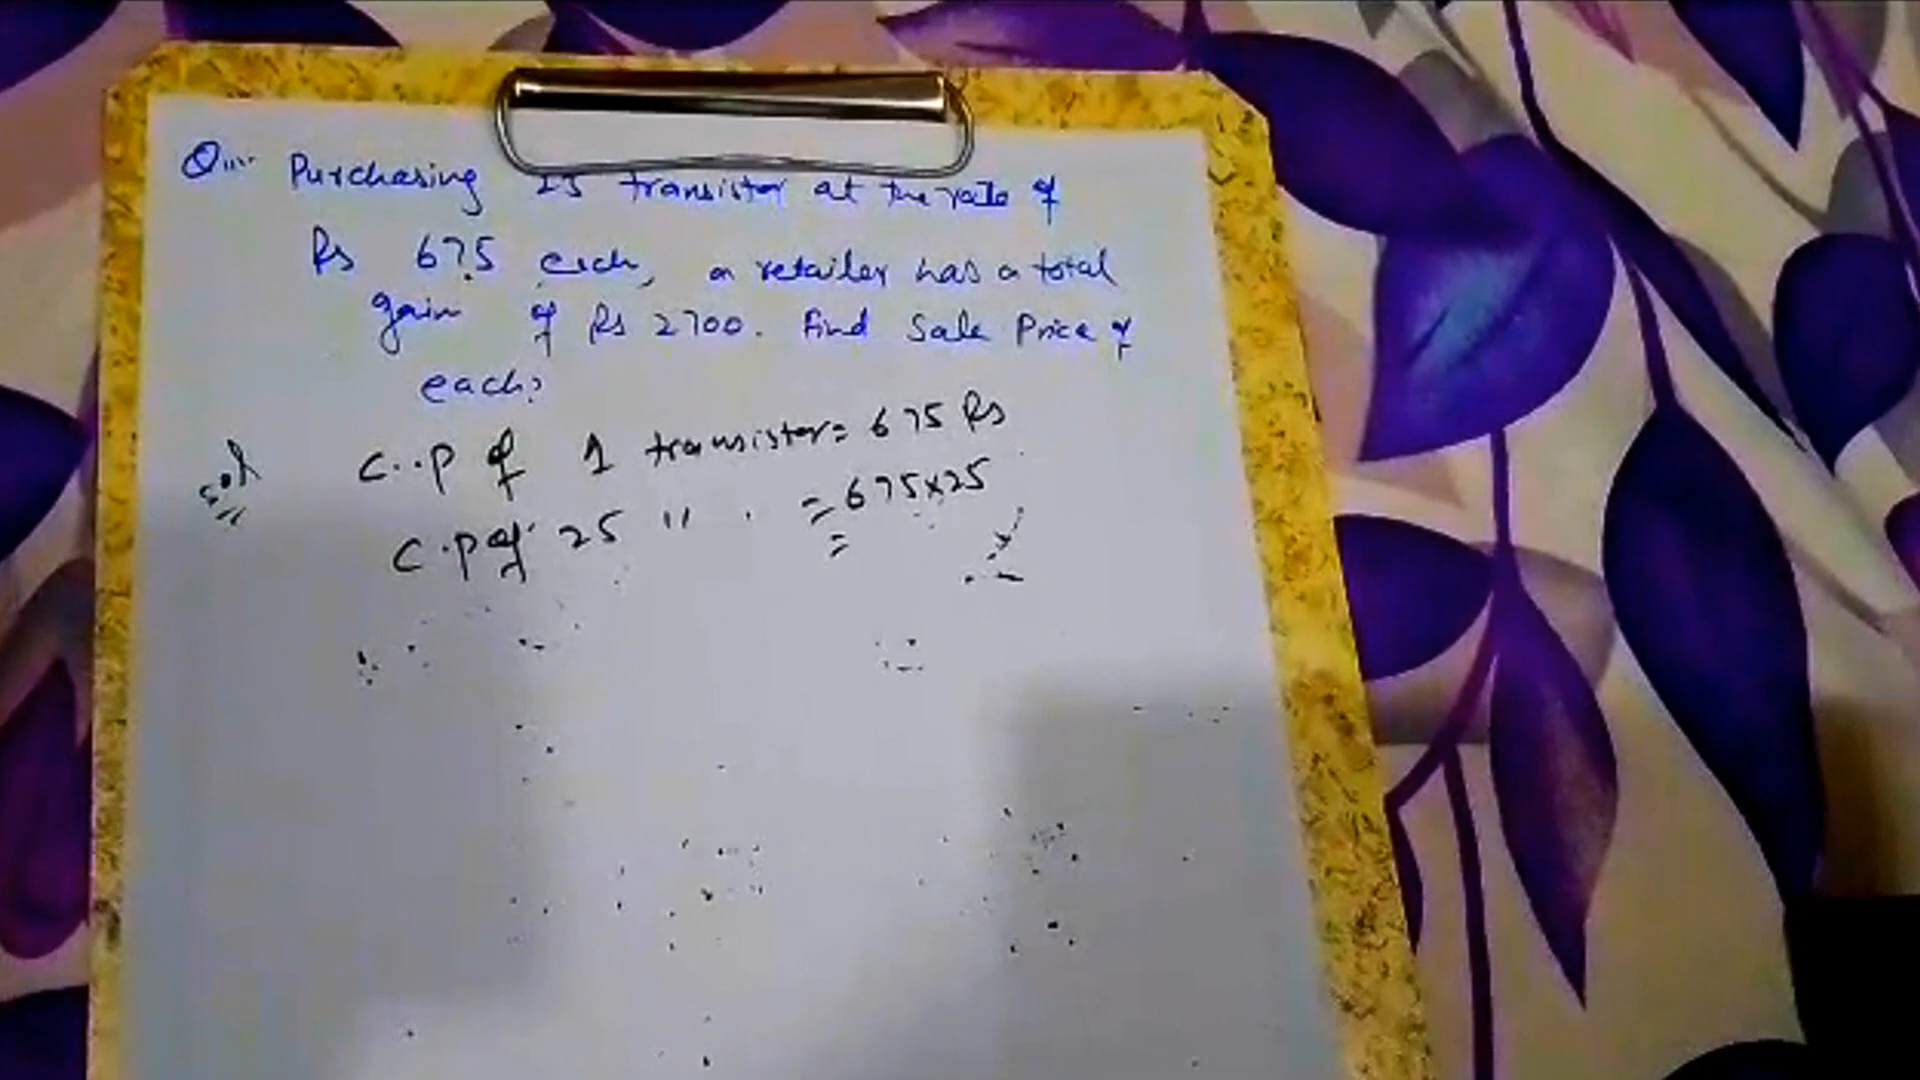 Q... Purchasing 25 transistor at the rate of
Rs 675 each, a retailer has a total
gain of Rs 2700. Find Sale Price of
each?
sol C.P of 1 transistor = 675 Rs
C.P of 25 " = 675x25
=